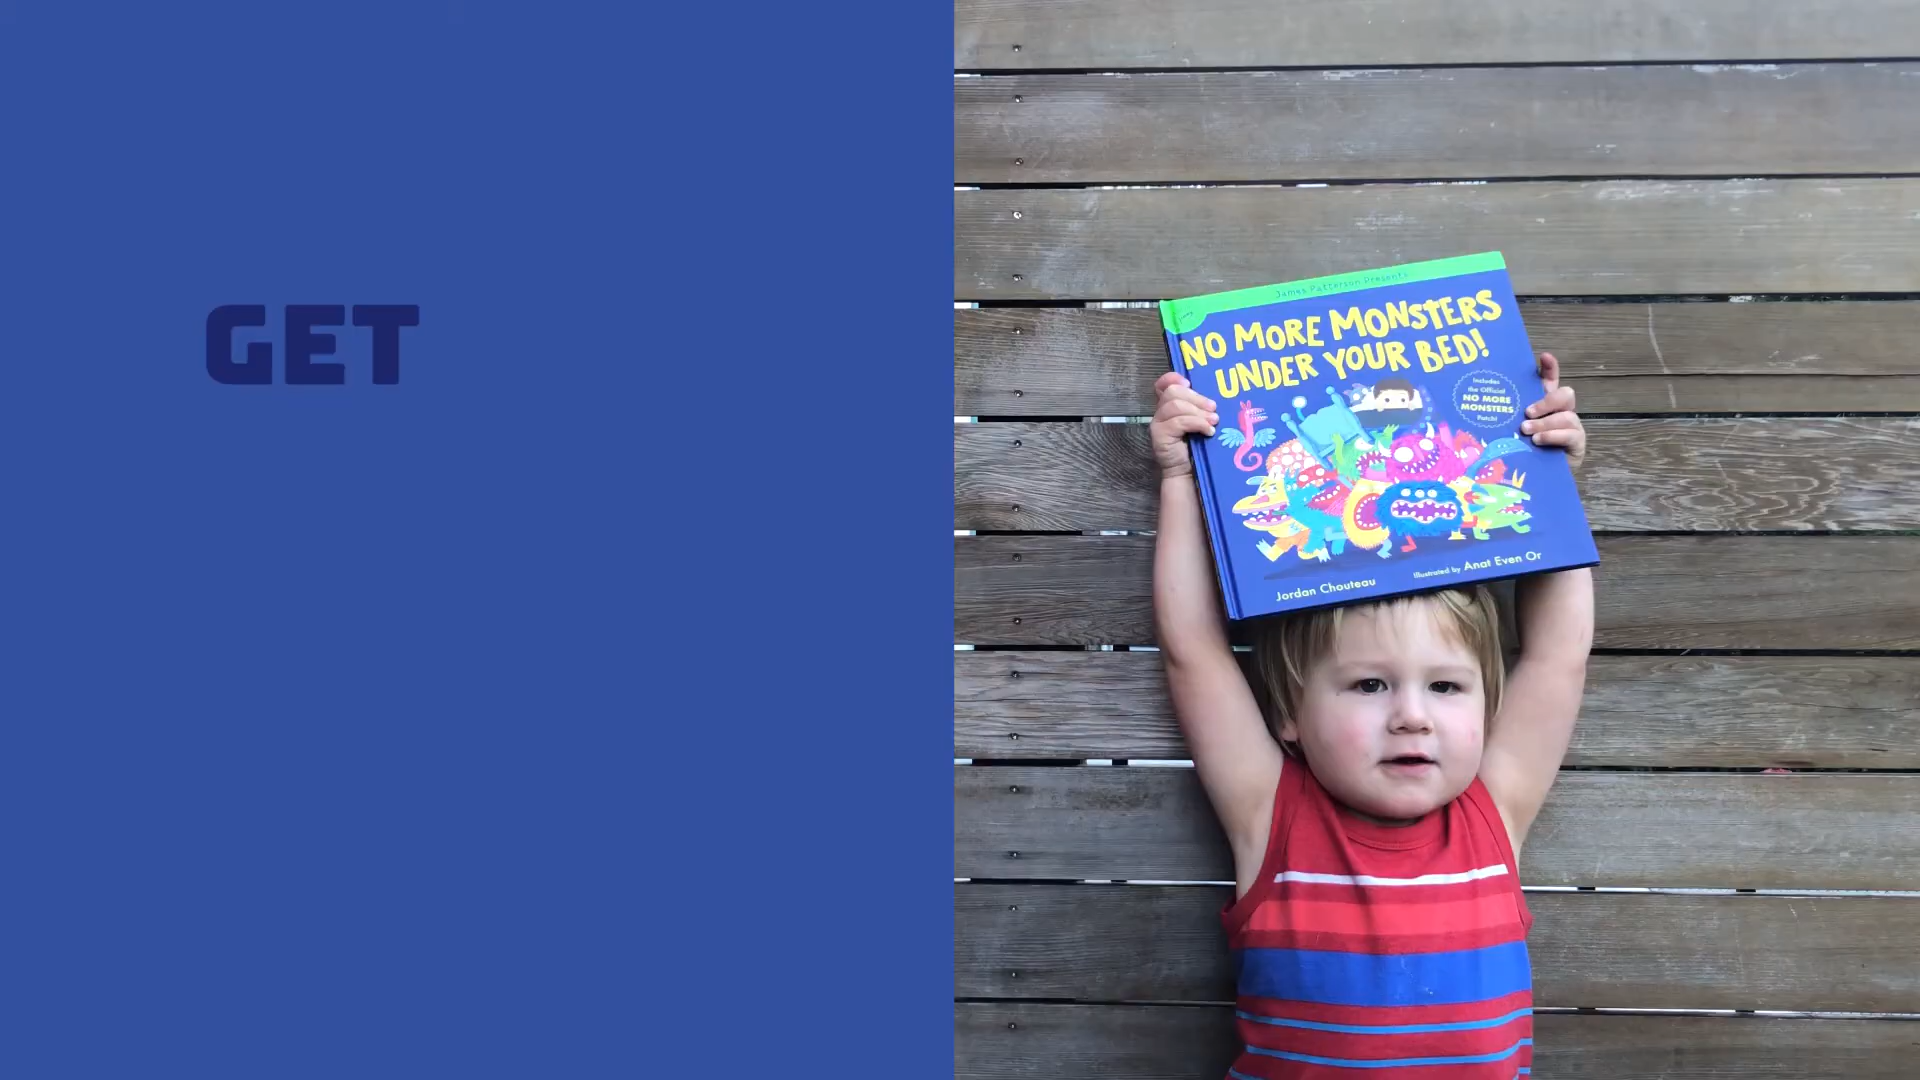 GET
James Patterson Presents
NO MORE MONSTERS
UNDER YOUR BED!
Includes
the Official
NO MORE
MONSTERS
Patch!
Jordan Chouteau
Illustrated by Anat Even Or